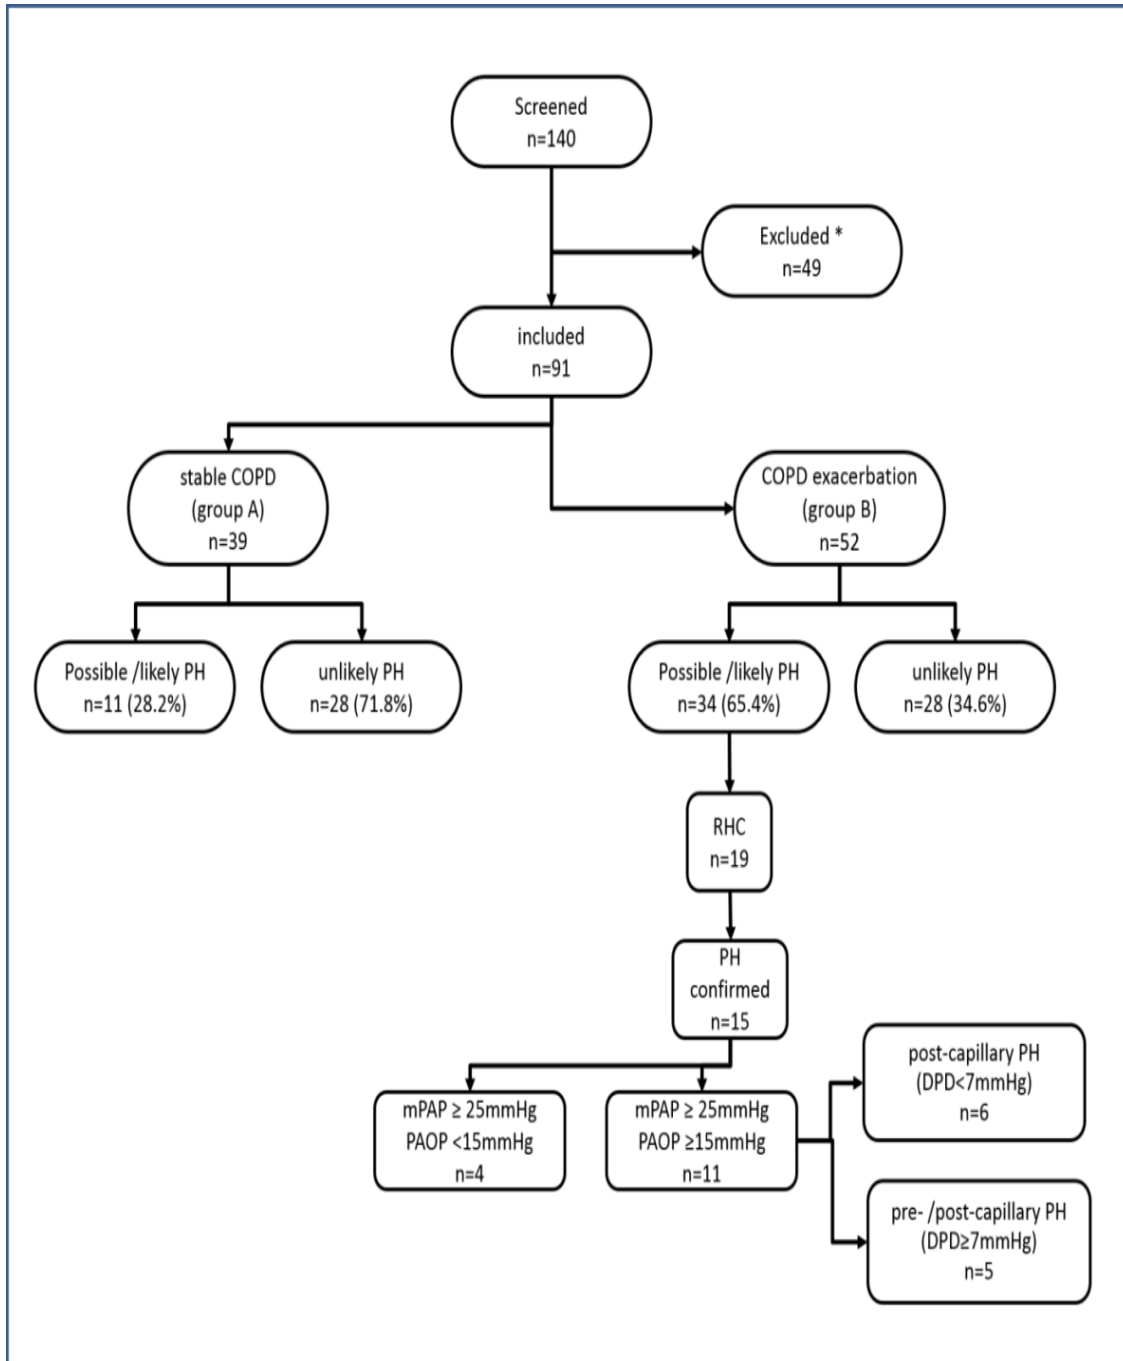 Screened
n=140
Excluded *
n=49
included
n=91
stable COPD
(group A)
n=39
COPD exacerbation
(group B)
n=52
Possible /likely PH
n=11 (28.2%)
unlikely PH
n=28 (71.8%)
Possible /likely PH
n=34 (65.4%)
unlikely PH
n=28 (34.6%)
RHC
n=19
PH
confirmed
n=15
mPAP ≥ 25mmHg
PAOP <15mmHg
n=4
mPAP ≥ 25mmHg
PAOP ≥15mmHg
n=11
post-capillary PH
(DPD<7mmHg)
n=6
pre- /post-capillary PH
(DPD≥7mmHg)
n=5